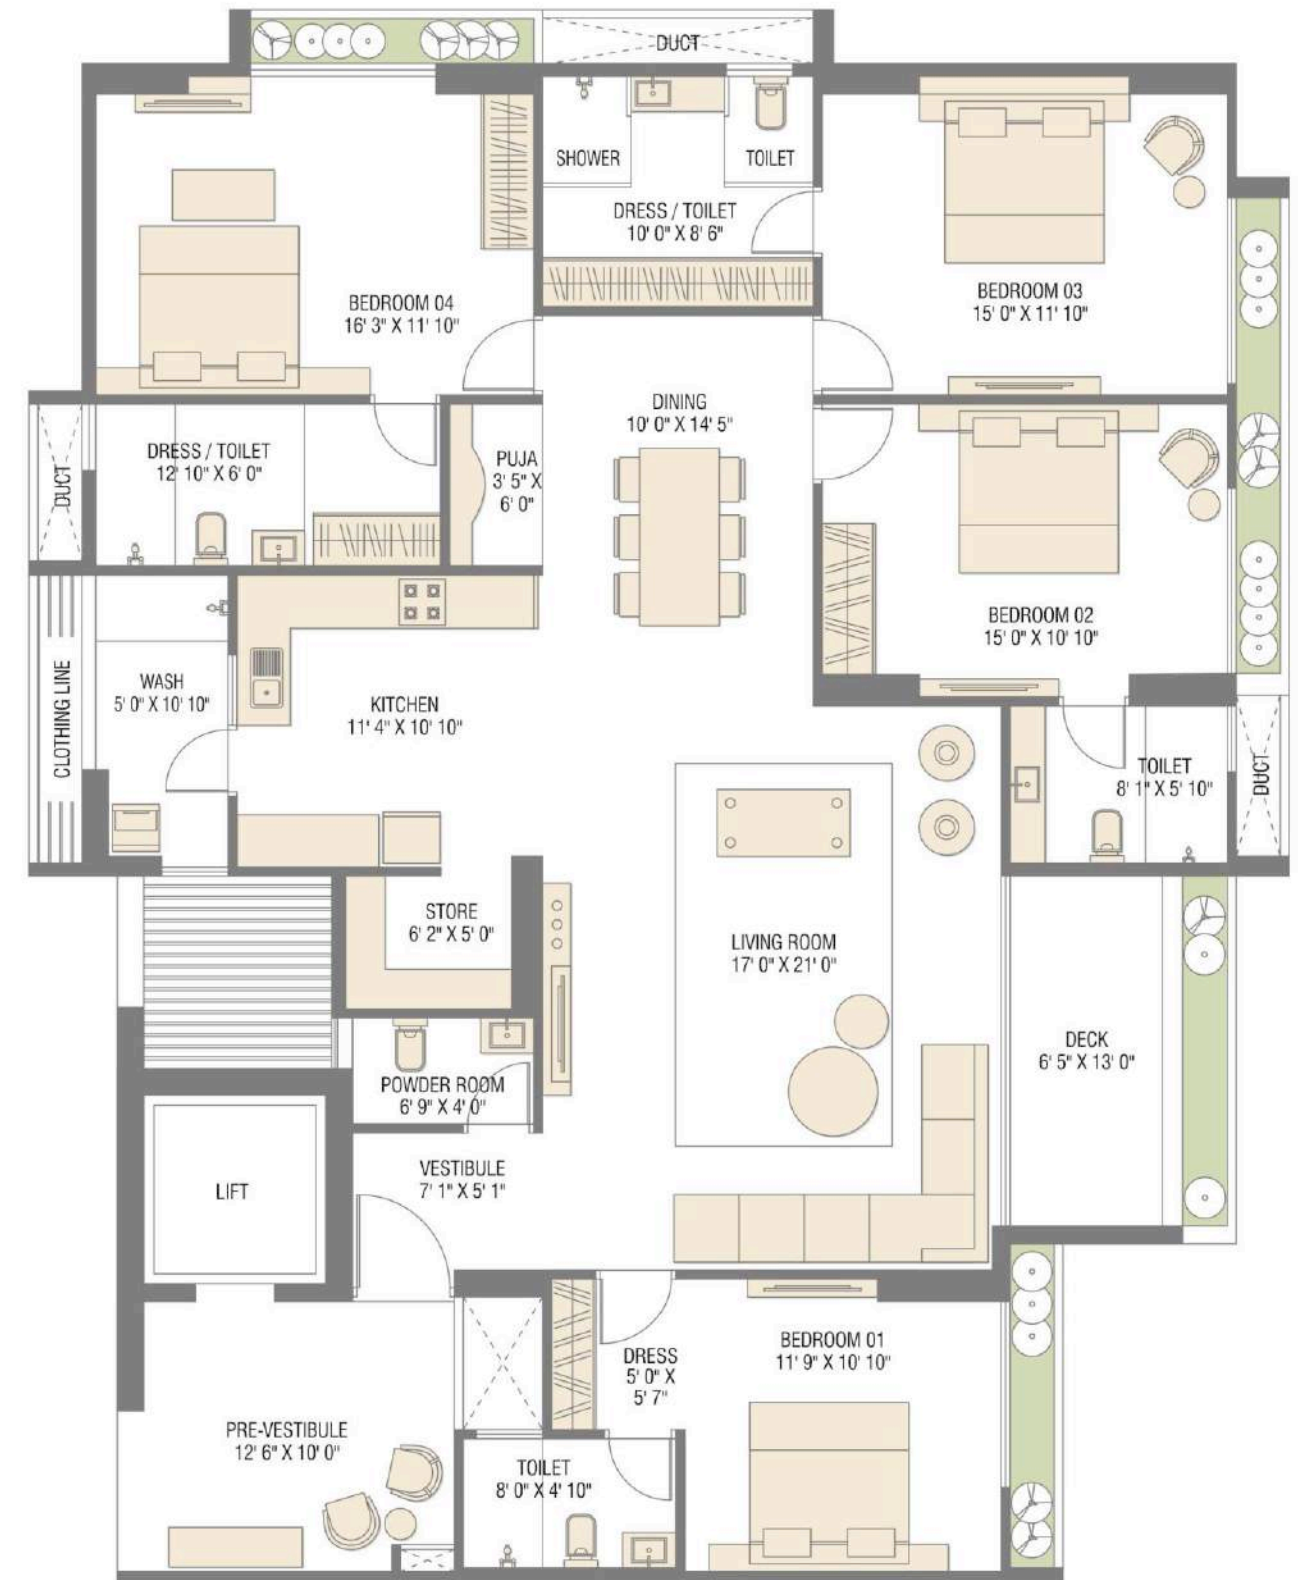 DUCT
SHOWER
TOILET
DRESS / TOILET
10' 0" X 8' 6"
BEDROOM 04
16' 3" X 11' 10"
BEDROOM 03
15' 0" X 11' 10"
DINING
10' 0" X 14' 5"
DUCT
DRESS / TOILET
12' 10" X 6' 0"
PUJA
3' 5" X
6' 0"
BEDROOM 02
15' 0" X 10' 10"
CLOTHING LINE
WASH
5' 0" X 10' 10"
KITCHEN
11' 4" X 10' 10"
TOILET
8' 1" X 5' 10"
DUCT
STORE
6' 2" X 5' 0"
LIVING ROOM
17' 0" X 21' 0"
DECK
6' 5" X 13' 0"
POWDER ROOM
6' 9" X 4' 0"
VESTIBULE
7' 1" X 5' 1"
LIFT
BEDROOM 01
11' 9" X 10' 10"
DRESS
5' 0" X
5' 7"
PRE-VESTIBULE
12' 6" X 10' 0"
TOILET
8' 0" X 4' 10"